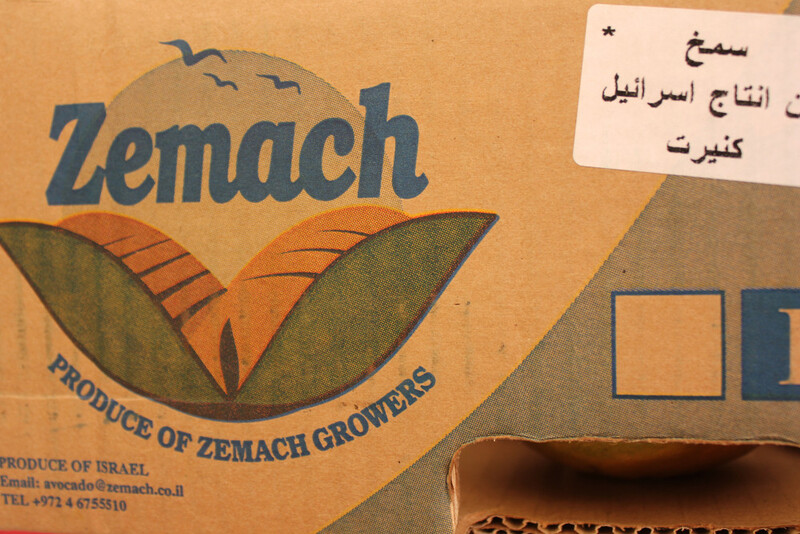 Zemach
PRODUCE OF ZEMACH GROWERS
PRODUCE OF ISRAEL
Email: avocado@zemach.co.il
TEL +972 4 6755510
* سمخ
انتاج اسرائيل
كنيرت